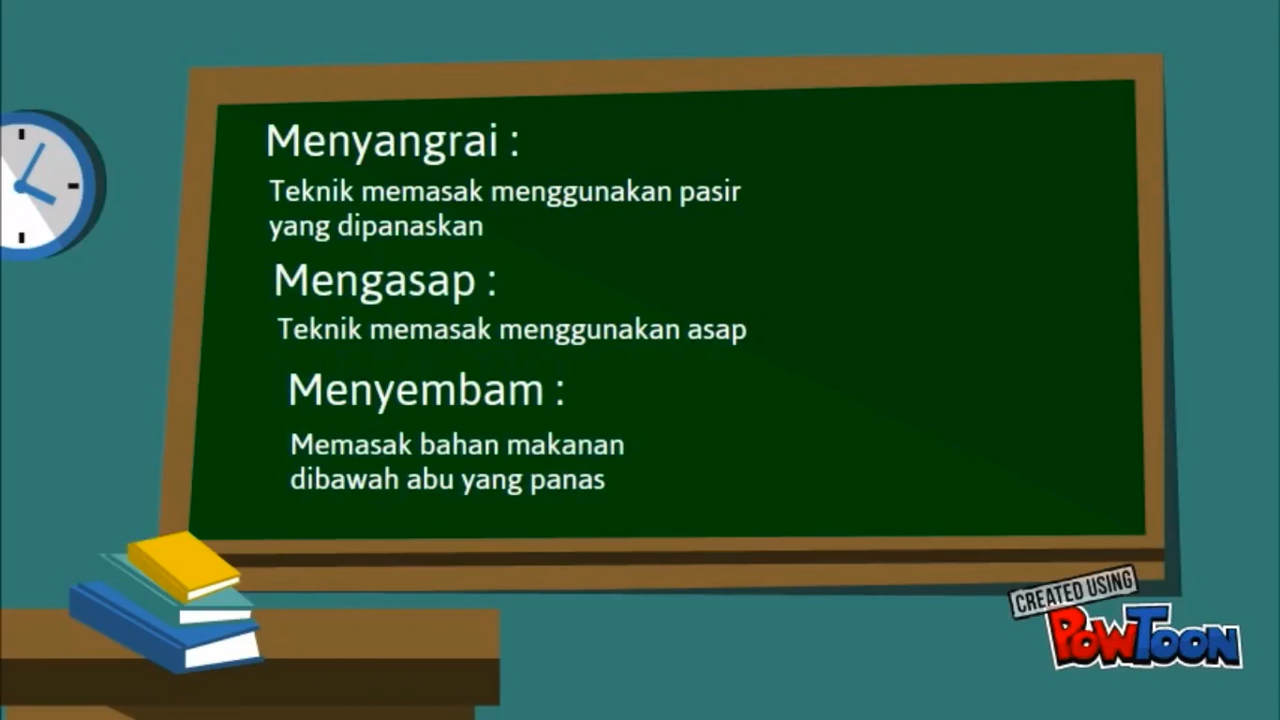 Menyangrai :
Teknik memasak menggunakan pasir
yang dipanaskan
Mengasap :
Teknik memasak menggunakan asap
Menyembam :
Memasak bahan makanan
dibawah abu yang panas
CREATED USING
POWTOON